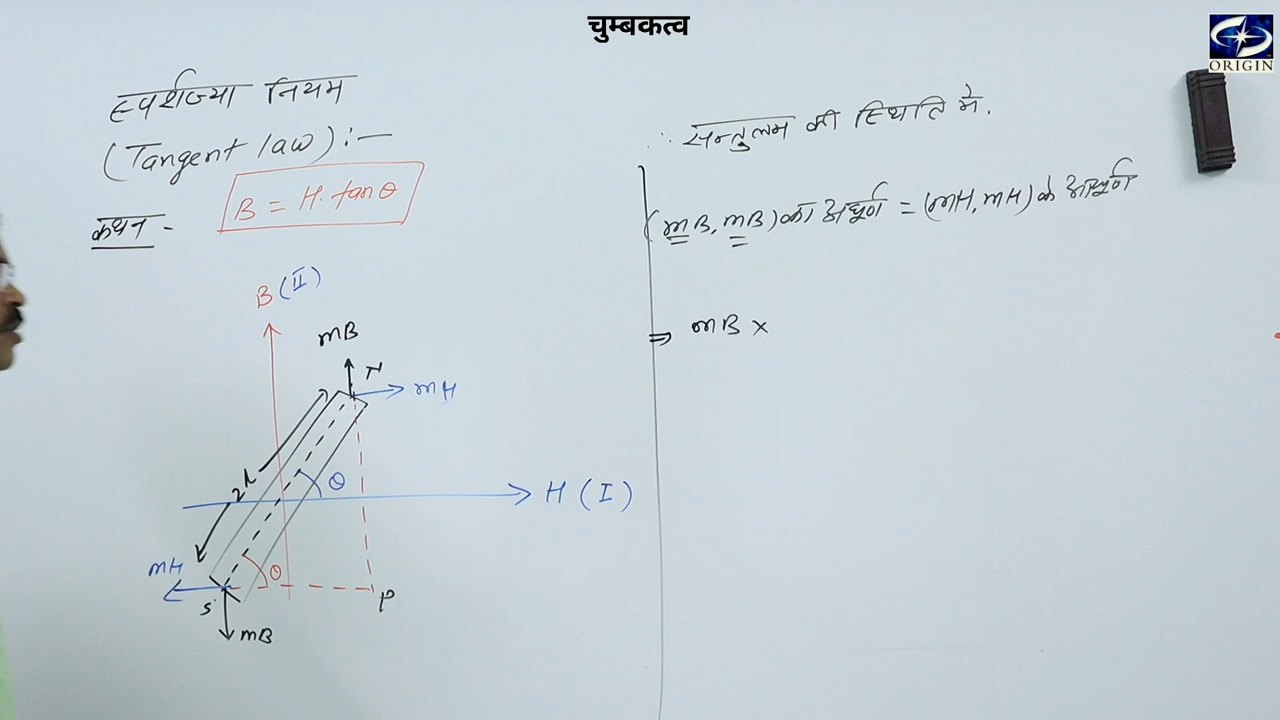 चुम्बकत्व
ORIGIN
स्पर्शज्या नियम
(Tangent law) :—
कथन -
B = H. tanθ
B (II)
mB
N
mH
2l
θ
H (I)
mH
θ
S
P
mB
∴ सन्तुलन की स्थिति में.
(mB, mB) का आघूर्ण = (mH, mH) के आघूर्ण
⇒ mB ×